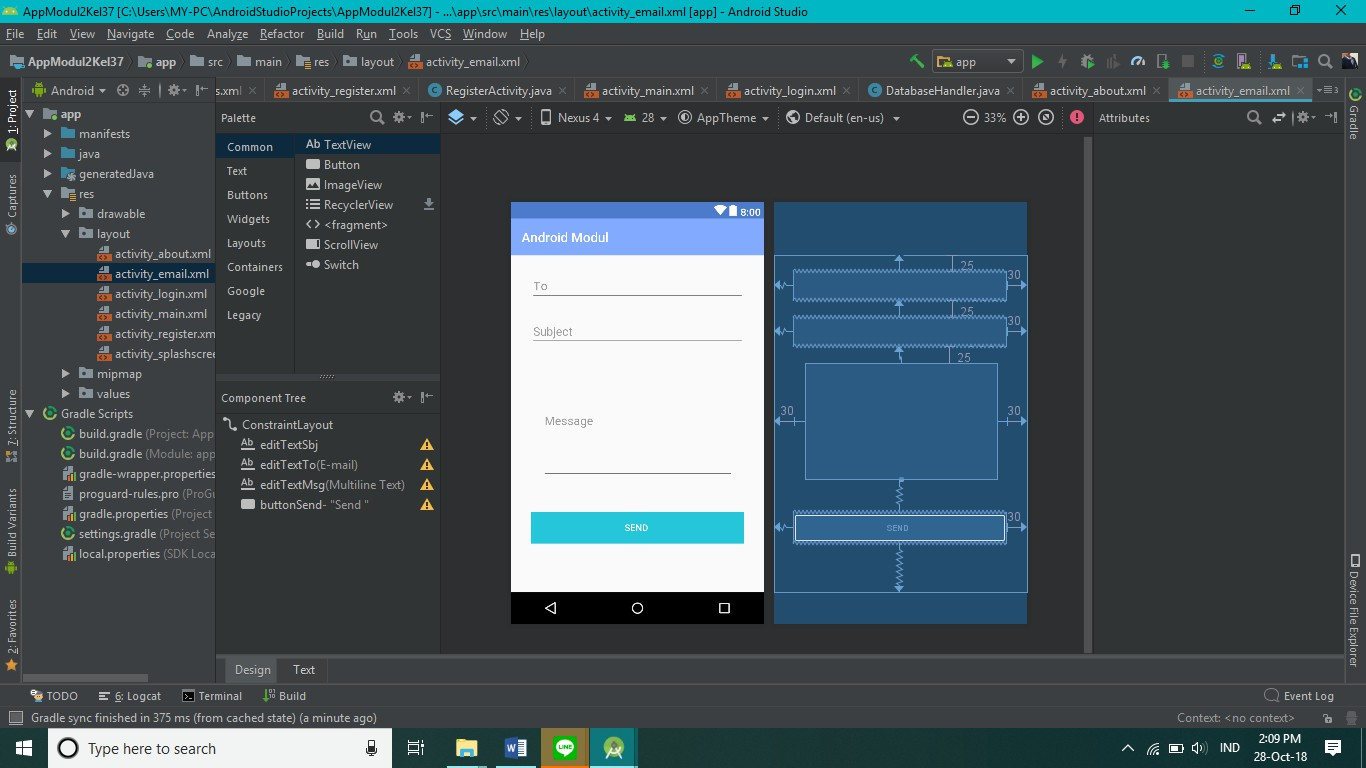 AppModul2Kel37 [C:\Users\MY-PC\AndroidStudioProjects\AppModul2Kel37] - ...\app\src\main\res\layout\activity_email.xml [app] - Android Studio
File Edit View Navigate Code Analyze Refactor Build Run Tools VCS Window Help
AppModul2Kel37 app src main res layout activity_email.xml
app
Android
s.xml activity_register.xml RegisterActivity.java activity_main.xml activity_login.xml DatabaseHandler.java activity_about.xml activity_email.xml
3
1: Project
Captures
7: Structure
Build Variants
2: Favorites
app
manifests
java
generatedJava
res
drawable
layout
activity_about.xml
activity_email.xml
activity_login.xml
activity_main.xml
activity_register.xm
activity_splashscree
mipmap
values
Gradle Scripts
build.gradle (Project: App
build.gradle (Module: app
gradle-wrapper.properties
proguard-rules.pro (ProGu
gradle.properties (Project
settings.gradle (Project Se
local.properties (SDK Loca
Palette
Common
Text
Buttons
Widgets
Layouts
Containers
Google
Legacy
Ab TextView
Button
ImageView
RecyclerView
<fragment>
ScrollView
Switch
Component Tree
ConstraintLayout
Ab editTextSbj
Ab editTextTo(E-mail)
Ab editTextMsg(Multiline Text)
buttonSend- "Send "
Nexus 4 28 AppTheme Default (en-us) 33%
8:00
Android Modul
To
Subject
Message
SEND
25
30
25
30
25
30 30
30
SEND
Attributes
Gradle
Device File Explorer
Design Text
TODO 6: Logcat Terminal Build Event Log
Gradle sync finished in 375 ms (from cached state) (a minute ago) Context: <no context>
Type here to search
W
LINE
IND
2:09 PM
28-Oct-18